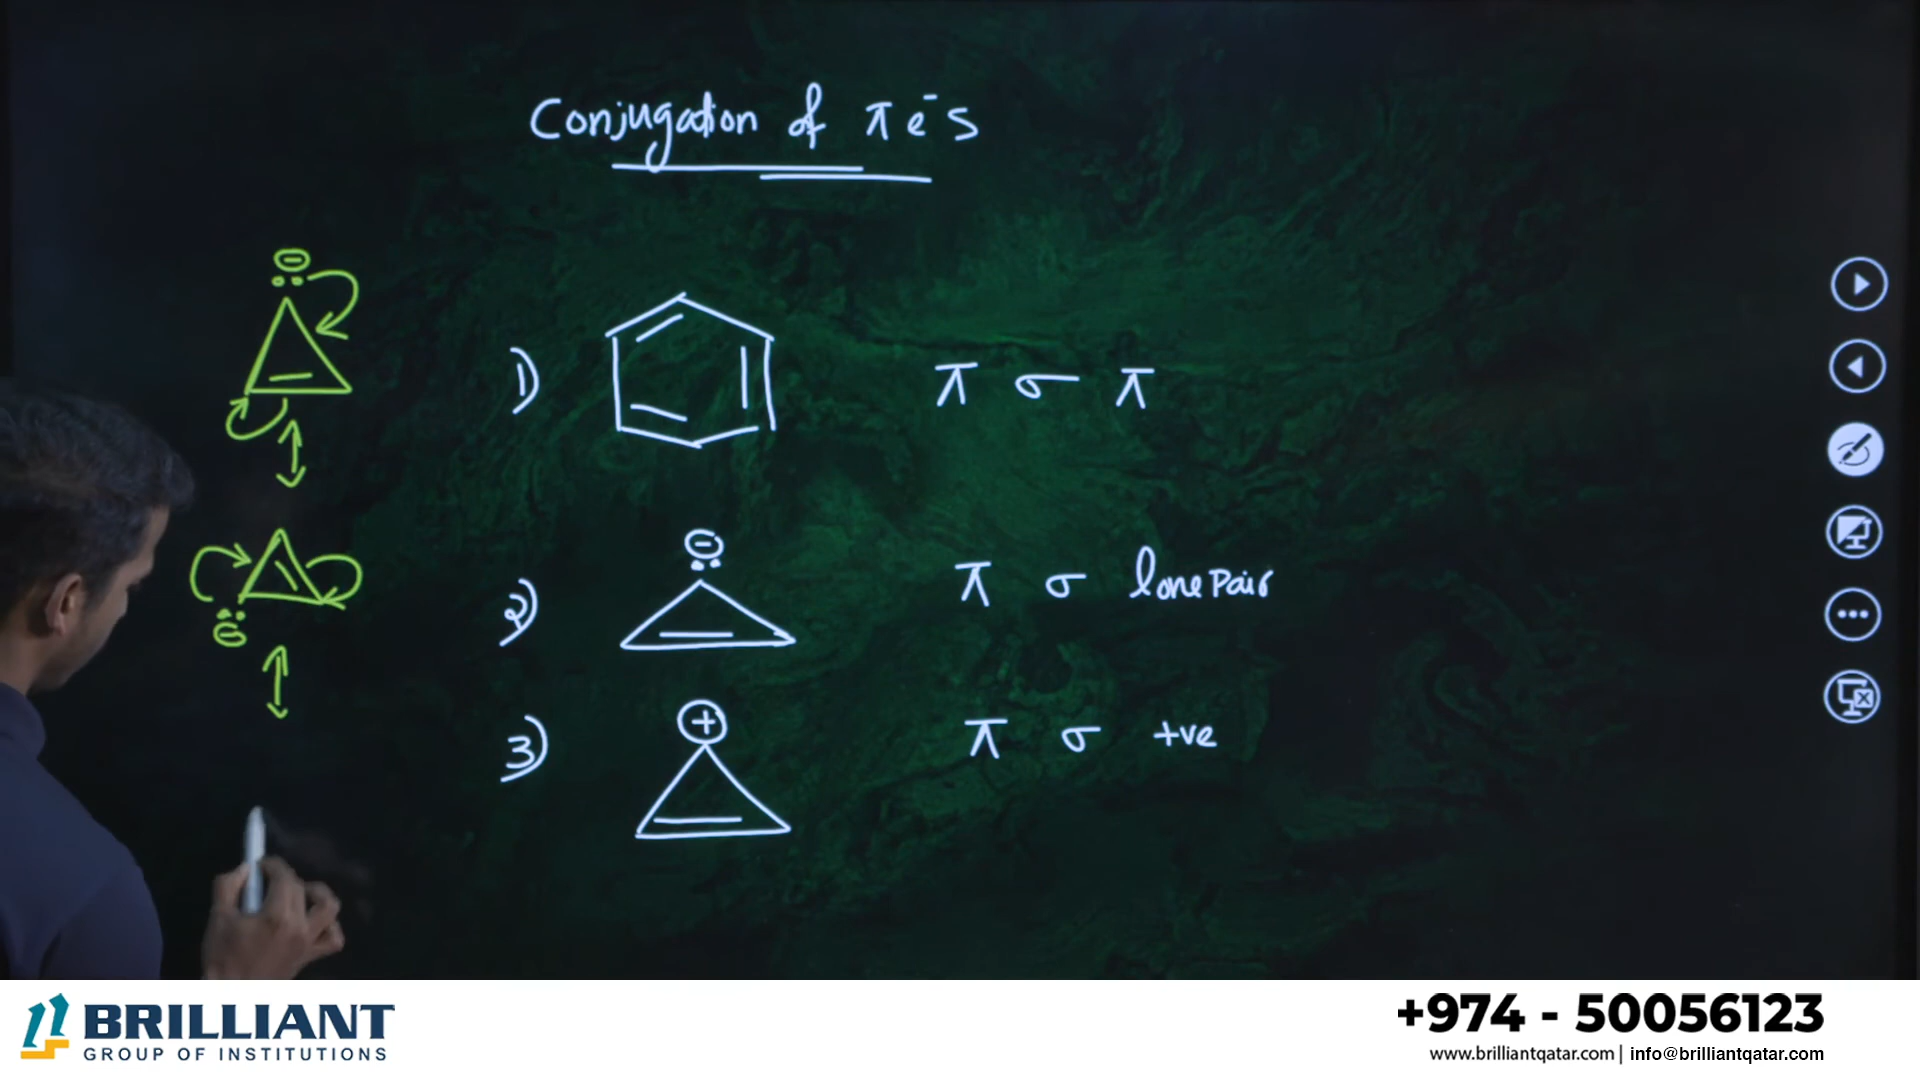 Conjugation of π e⁻s
1) π σ π
2) ⊖ π σ lone pair
3) ⊕ π σ +ve
⊖
⊖
BRILLIANT
GROUP OF INSTITUTIONS
+974 - 50056123
www.brilliantqatar.com | info@brilliantqatar.com